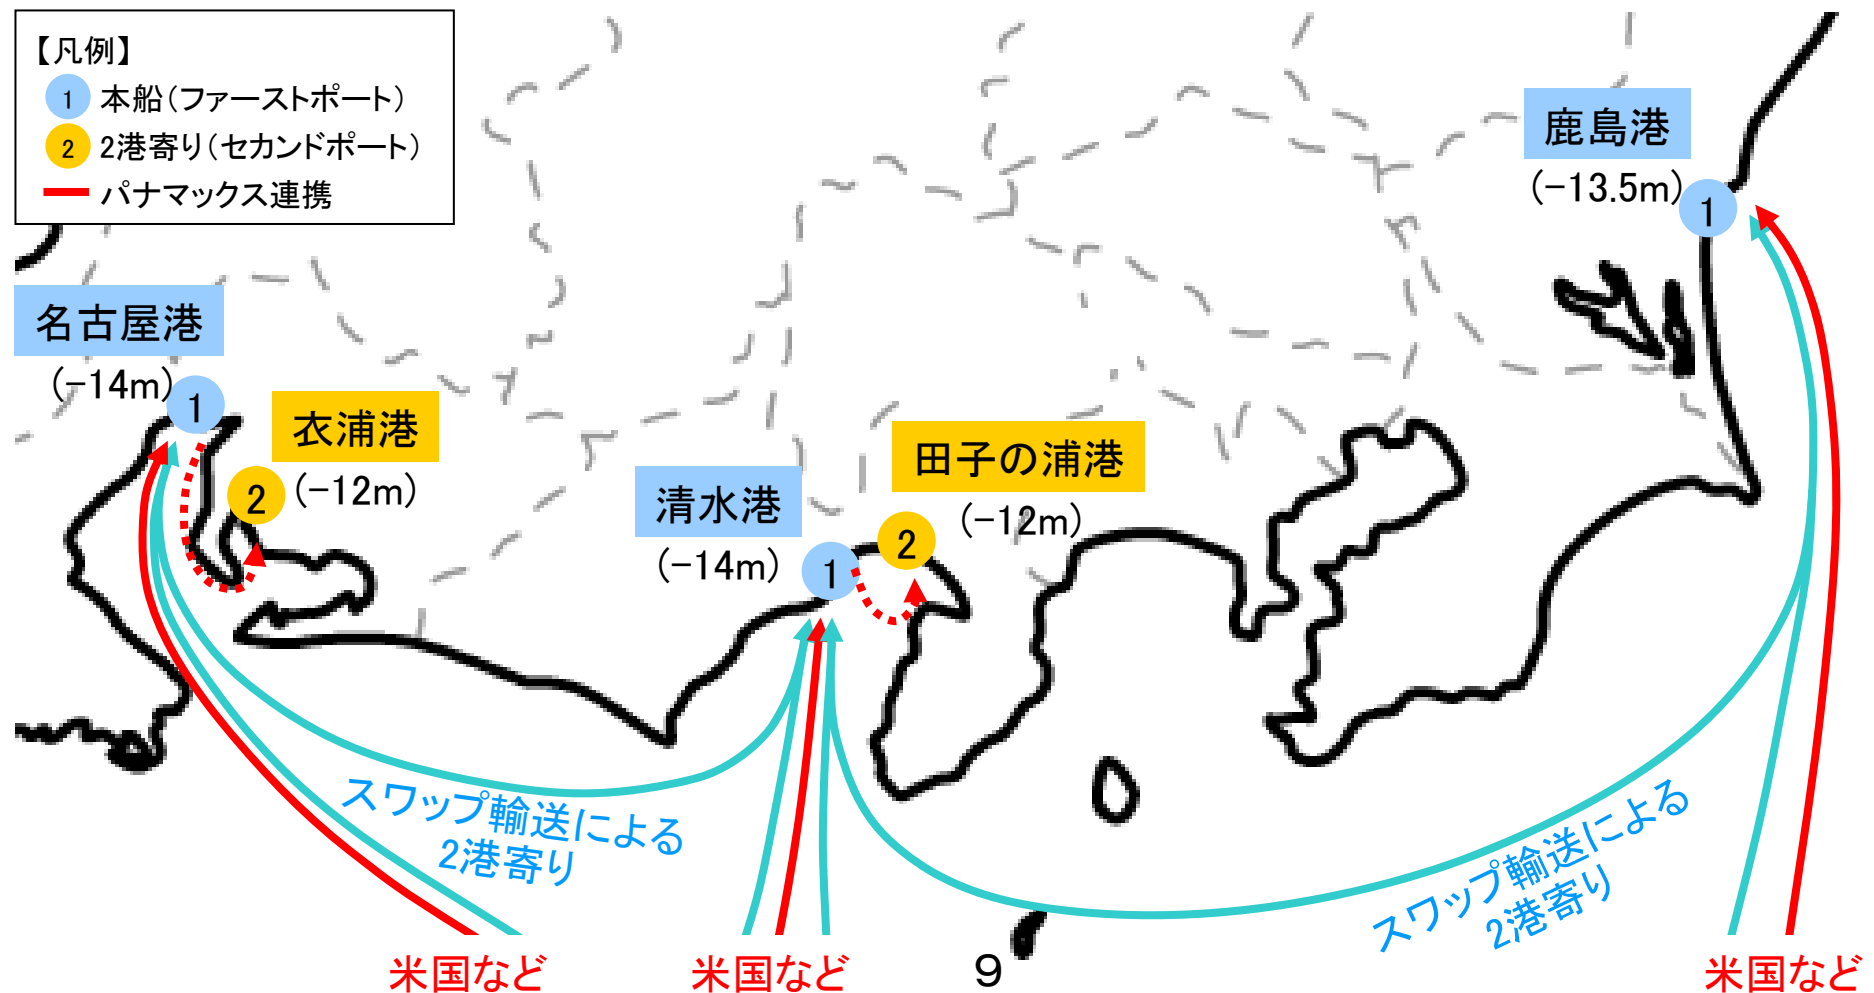 【凡例】
1 本船(ファーストポート)
2 2港寄り(セカンドポート)
パナマックス連携
鹿島港
(-13.5m)
1
名古屋港
(-14m)
1
衣浦港
2 (-12m)
田子の浦港
(-12m)
2
清水港
(-14m)
1
スワップ輸送による
2港寄り
スワップ輸送による
2港寄り
米国など
米国など
9
米国など